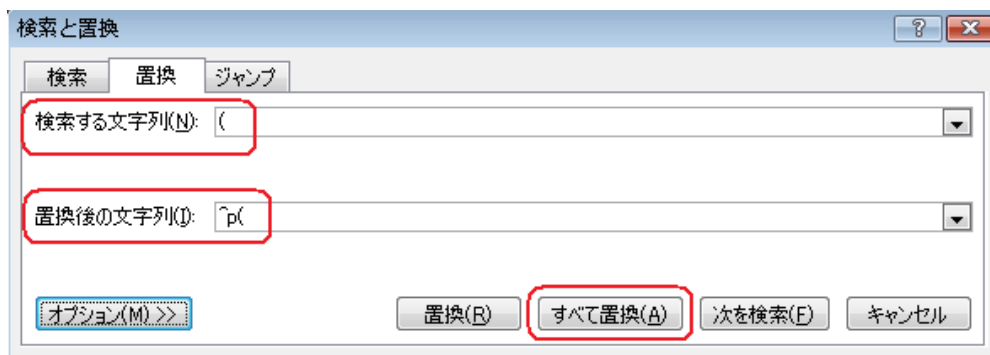 検索と置換
検索 置換 ジャンプ
検索する文字列(N): (
置換後の文字列(I): ^p(
オプション(M) >> 置換(R) すべて置換(A) 次を検索(F) キャンセル